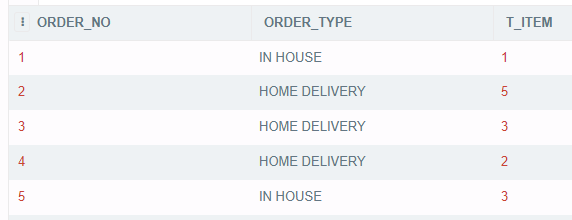 ORDER_NO ORDER_TYPE T_ITEM
1 IN HOUSE 1
2 HOME DELIVERY 5
3 HOME DELIVERY 3
4 HOME DELIVERY 2
5 IN HOUSE 3